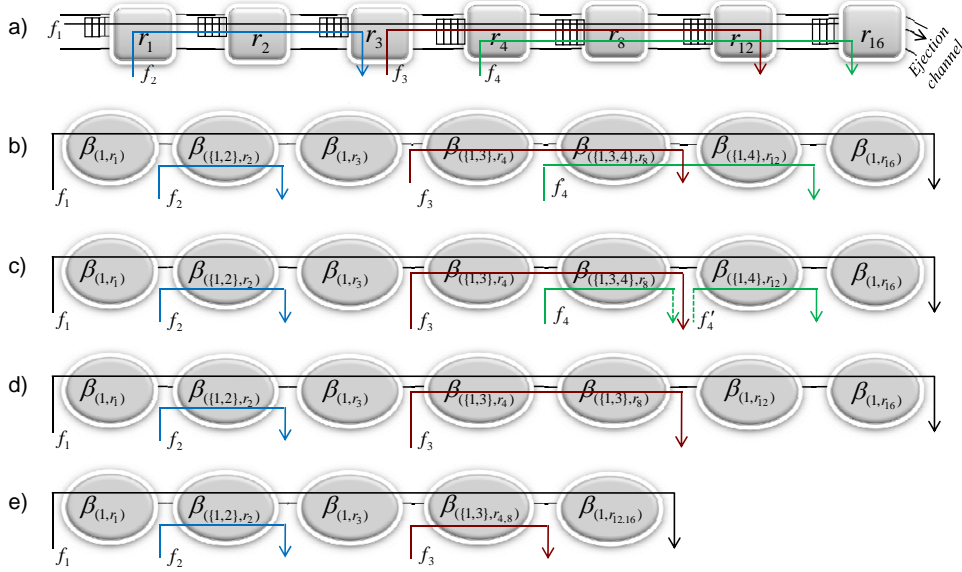 a) f₁ r₁ r₂ r₃ r₄ r₈ r₁₂ r₁₆
f₂ f₃ f₄ Ejection channel
b) β(1,r₁) β({1,2},r₂) β(1,r₃) β({1,3},r₄) β({1,3,4},r₈) β({1,4},r₁₂) β(1,r₁₆)
f₁ f₂ f₃ f₄
c) β(1,r₁) β({1,2},r₂) β(1,r₃) β({1,3},r₄) β({1,3,4},r₈) β({1,4},r₁₂) β(1,r₁₆)
f₁ f₂ f₃ f₄ f₄′
d) β(1,r₁) β({1,2},r₂) β(1,r₃) β({1,3},r₄) β({1,3},r₈) β(1,r₁₂) β(1,r₁₆)
f₁ f₂ f₃
e) β(1,r₁) β({1,2},r₂) β(1,r₃) β({1,3},r₄,₈) β(1,r₁₂.₁₆)
f₁ f₂ f₃